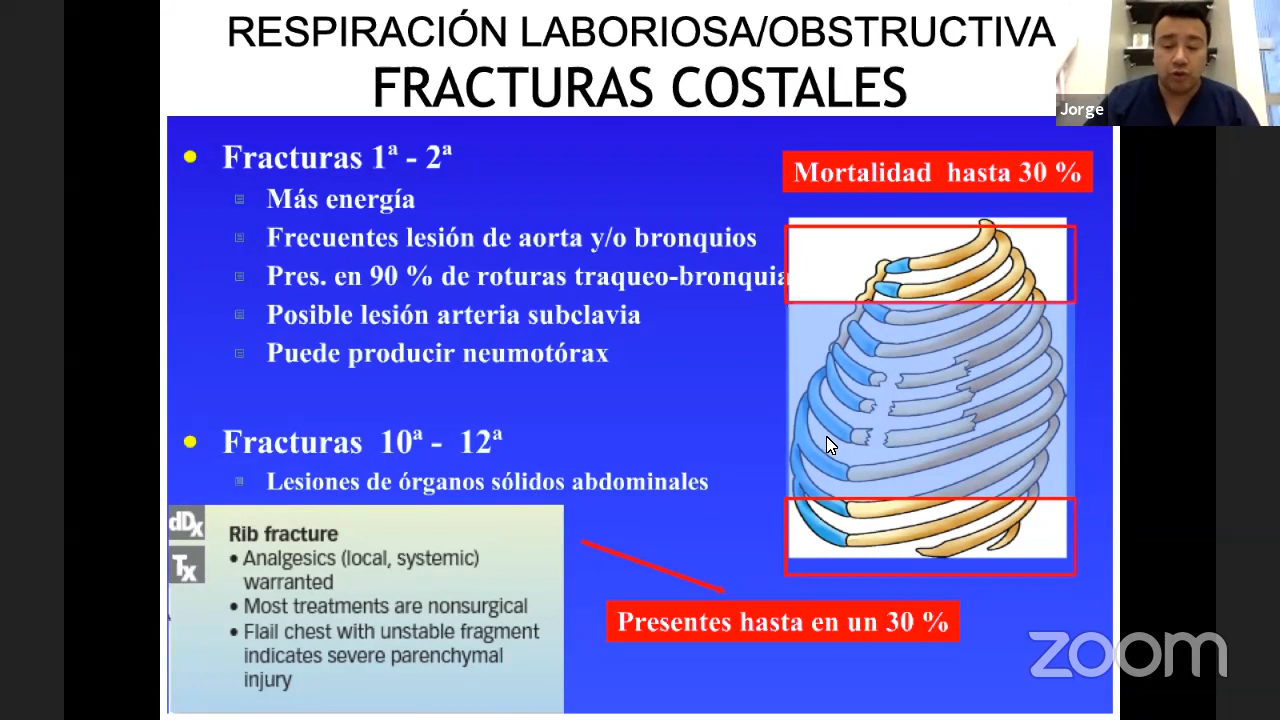 RESPIRACIÓN LABORIOSA/OBSTRUCTIVA
FRACTURAS COSTALES
Jorge
Fracturas 1ª - 2ª
Más energía
Frecuentes lesión de aorta y/o bronquios
Pres. en 90 % de roturas traqueo-bronquia
Posible lesión arteria subclavia
Puede producir neumotórax
Fracturas 10ª - 12ª
Lesiones de órganos sólidos abdominales
Mortalidad hasta 30 %
dDx
Tx
Rib fracture
• Analgesics (local, systemic)
warranted
• Most treatments are nonsurgical
• Flail chest with unstable fragment
indicates severe parenchymal
injury
Presentes hasta en un 30 %
zoom